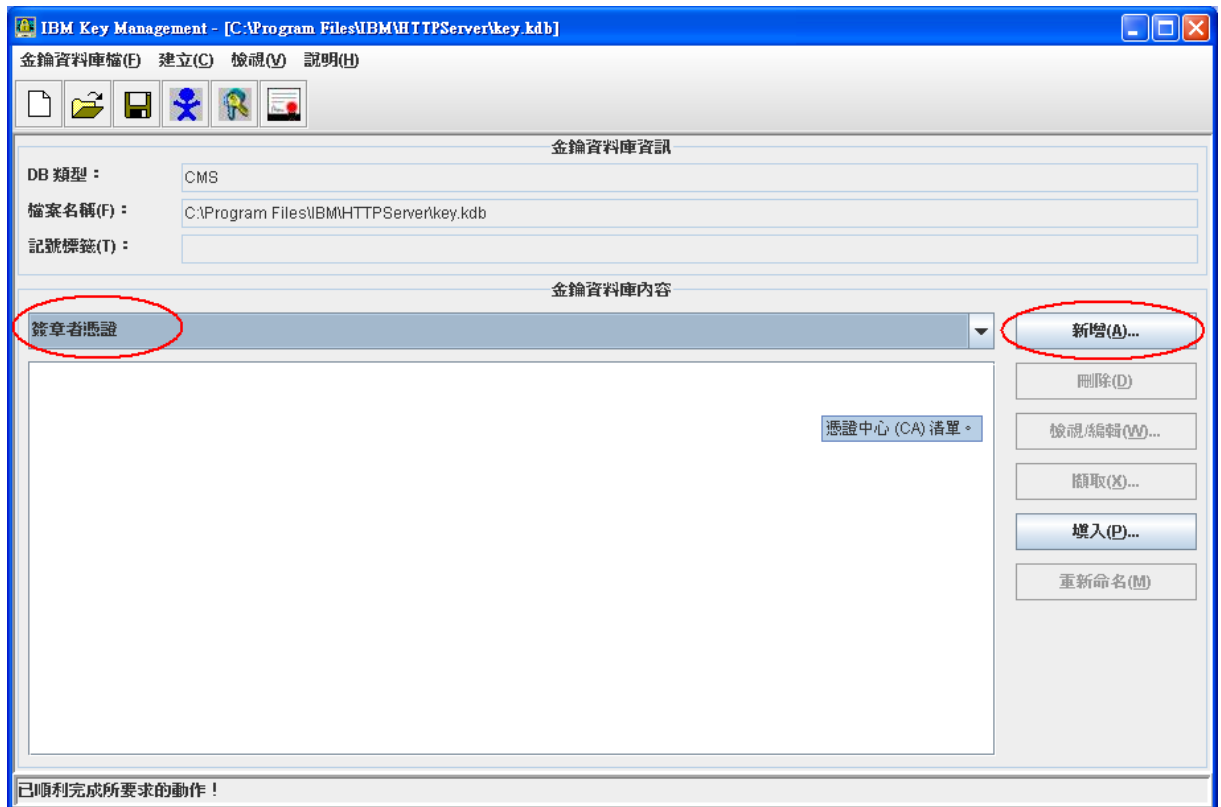 IBM Key Management - [C:\Program Files\IBM\HTTPServer\key.kdb]
金鑰資料庫檔(F) 建立(C) 檢視(V) 說明(H)
金鑰資料庫資訊
DB 類型： CMS
檔案名稱(F)： C:\Program Files\IBM\HTTPServer\key.kdb
記號標籤(T)：
金鑰資料庫內容
簽章者憑證 新增(A)...
刪除(D)
憑證中心 (CA) 清單。 檢視/編輯(W)...
擷取(X)...
填入(P)...
重新命名(M)
已順利完成所要求的動作！